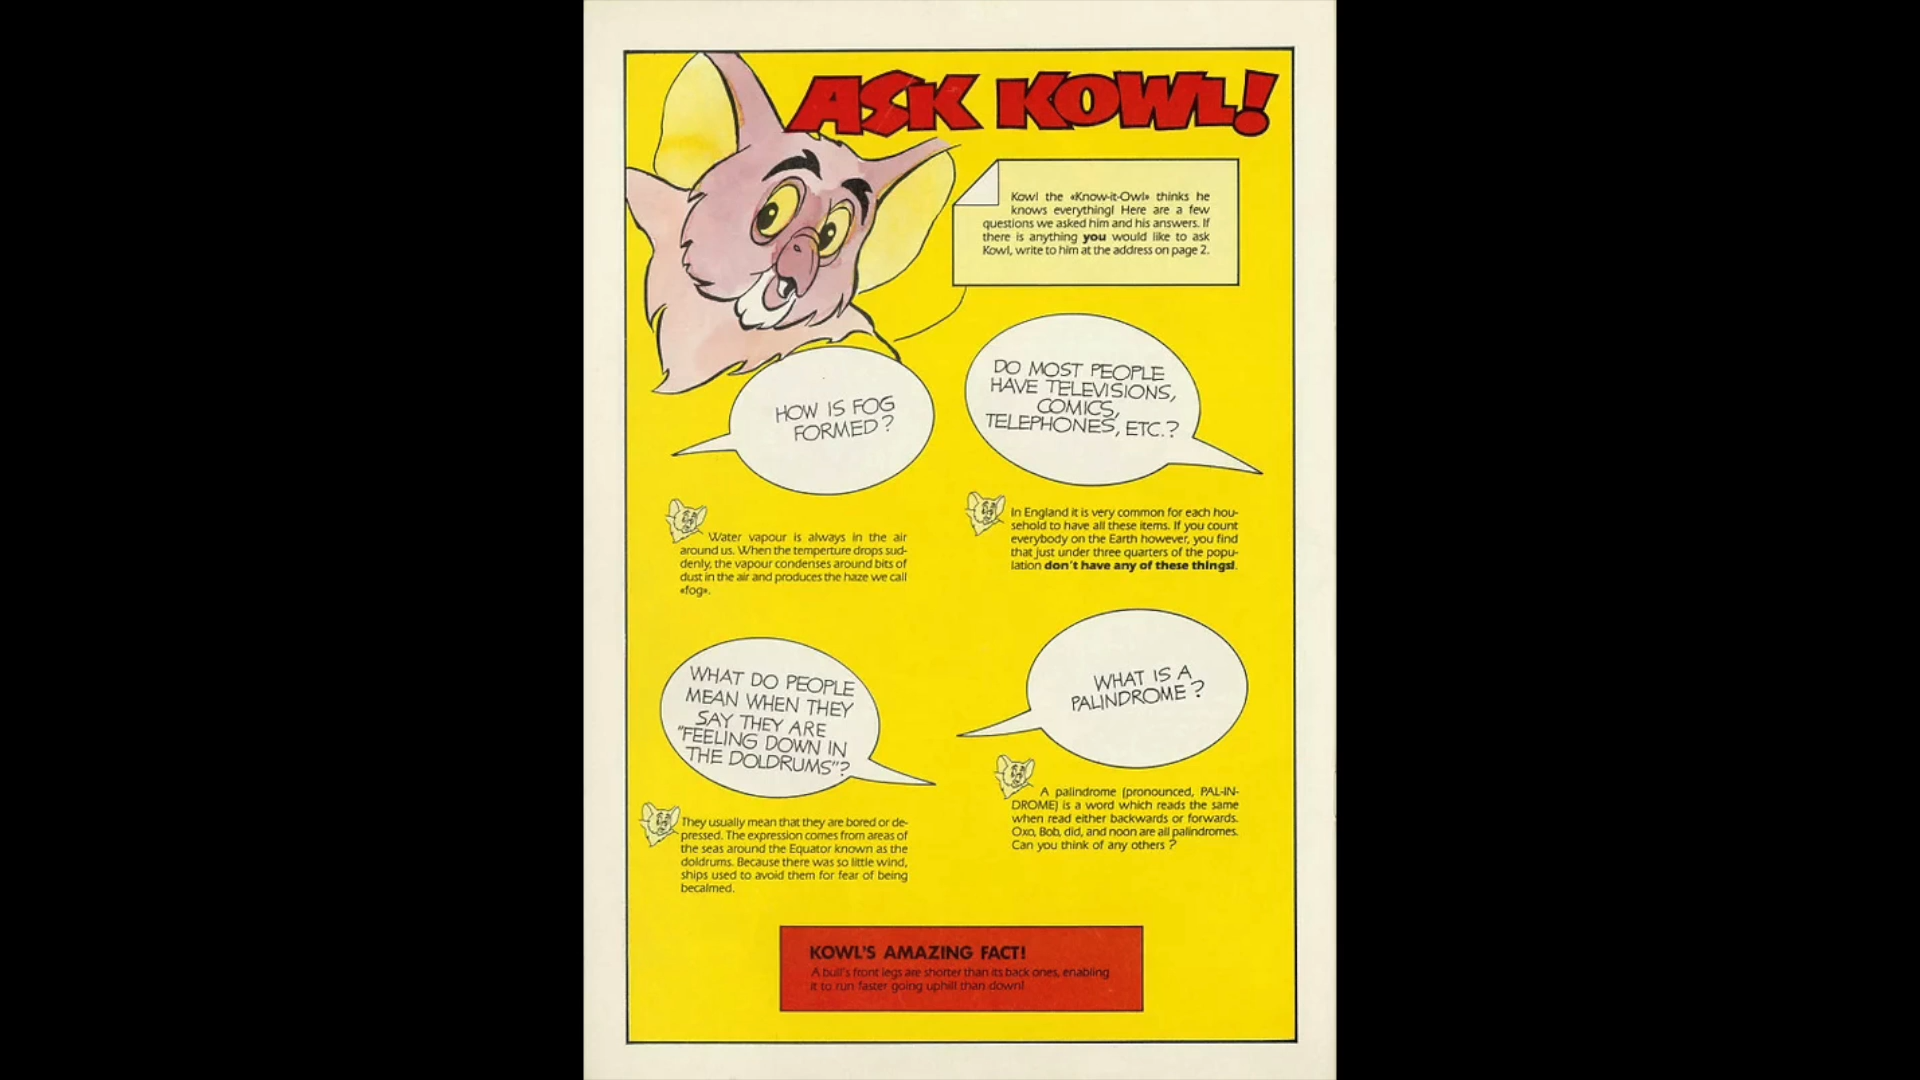 ASK KOWL!
Kowl the «Know-it-Owl» thinks he
knows everything! Here are a few
questions we asked him and his answers. If
there is anything you would like to ask
Kowl, write to him at the address on page 2.
HOW IS FOG
FORMED?
Water vapour is always in the air
around us. When the temperture drops sud-
denly, the vapour condenses around bits of
dust in the air and produces the haze we call
«fog».
DO MOST PEOPLE
HAVE TELEVISIONS,
COMICS,
TELEPHONES, ETC.?
In England it is very common for each hou-
sehold to have all these items. If you count
everybody on the Earth however, you find
that just under three quarters of the popu-
lation don't have any of these things!.
WHAT DO PEOPLE
MEAN WHEN THEY
SAY THEY ARE
"FEELING DOWN IN
THE DOLDRUMS"?
They usually mean that they are bored or de-
pressed. The expression comes from areas of
the seas around the Equator known as the
doldrums. Because there was so little wind,
ships used to avoid them for fear of being
becalmed.
WHAT IS A
PALINDROME?
A palindrome (pronounced, PAL-IN-
DROME) is a word which reads the same
when read either backwards or forwards.
Oxo, Bob, did, and noon are all palindromes.
Can you think of any others ?
KOWL'S AMAZING FACT!
A bull's front legs are shorter than its back ones, enabling
it to run faster going uphill than down!